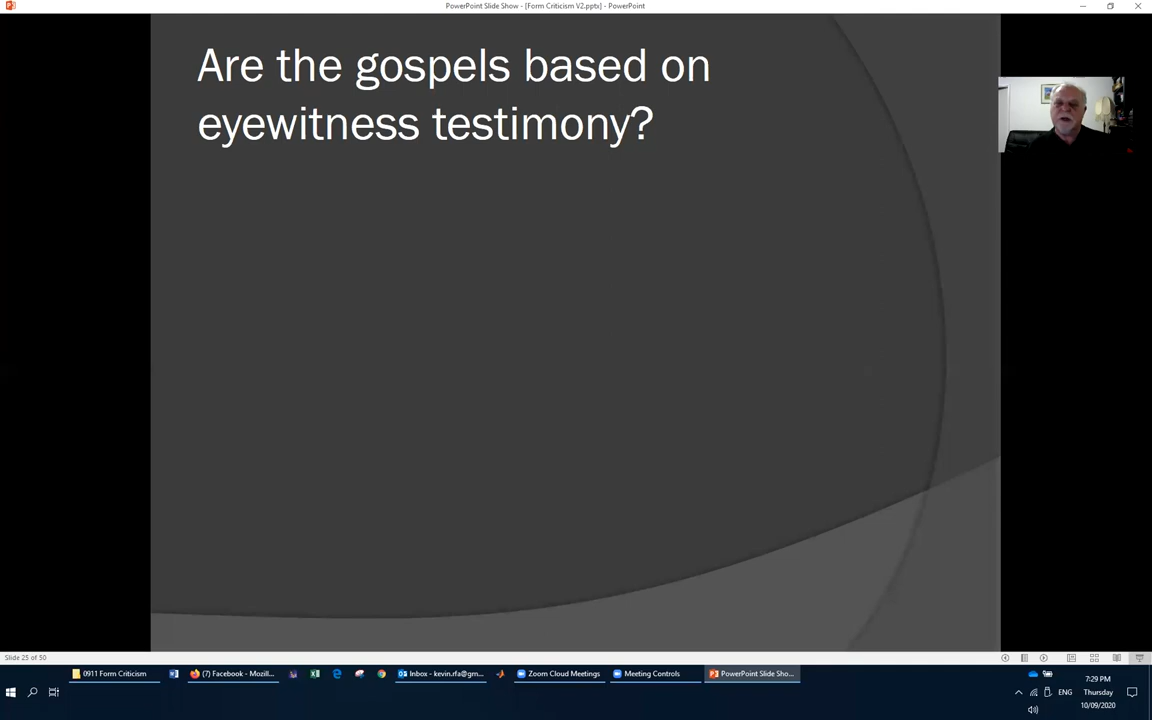 PowerPoint Slide Show - [Form Criticism V2.pptx] - PowerPoint
Are the gospels based on
eyewitness testimony?
Slide 25 of 50
0911 Form Criticism
(7) Facebook - Mozill...
Inbox - kevin.rfa@gm...
Zoom Cloud Meetings
Meeting Controls
PowerPoint Slide Sho...
ENG
7:29 PM
Thursday
10/09/2020